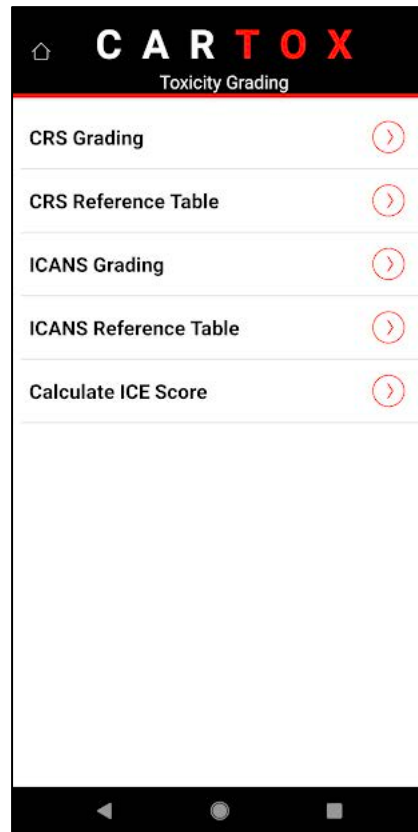 CARTOX
Toxicity Grading
CRS Grading
CRS Reference Table
ICANS Grading
ICANS Reference Table
Calculate ICE Score